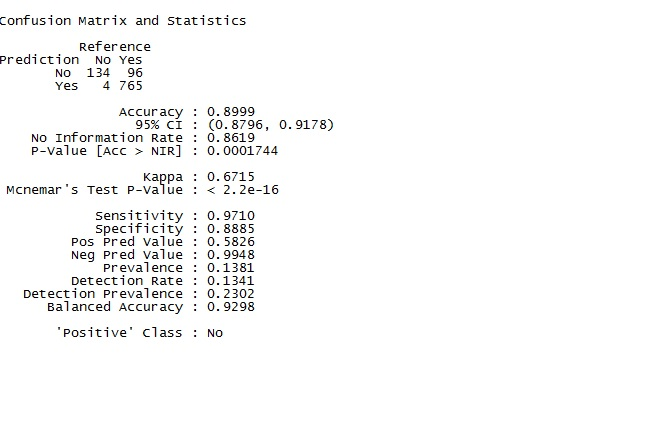 Confusion Matrix and Statistics
Reference
Prediction No Yes
No 134 96
Yes 4 765
Accuracy : 0.8999
95% CI : (0.8796, 0.9178)
No Information Rate : 0.8619
P-Value [Acc > NIR] : 0.0001744
Kappa : 0.6715
Mcnemar's Test P-Value : < 2.2e-16
Sensitivity : 0.9710
Specificity : 0.8885
Pos Pred Value : 0.5826
Neg Pred Value : 0.9948
Prevalence : 0.1381
Detection Rate : 0.1341
Detection Prevalence : 0.2302
Balanced Accuracy : 0.9298
'Positive' Class : No